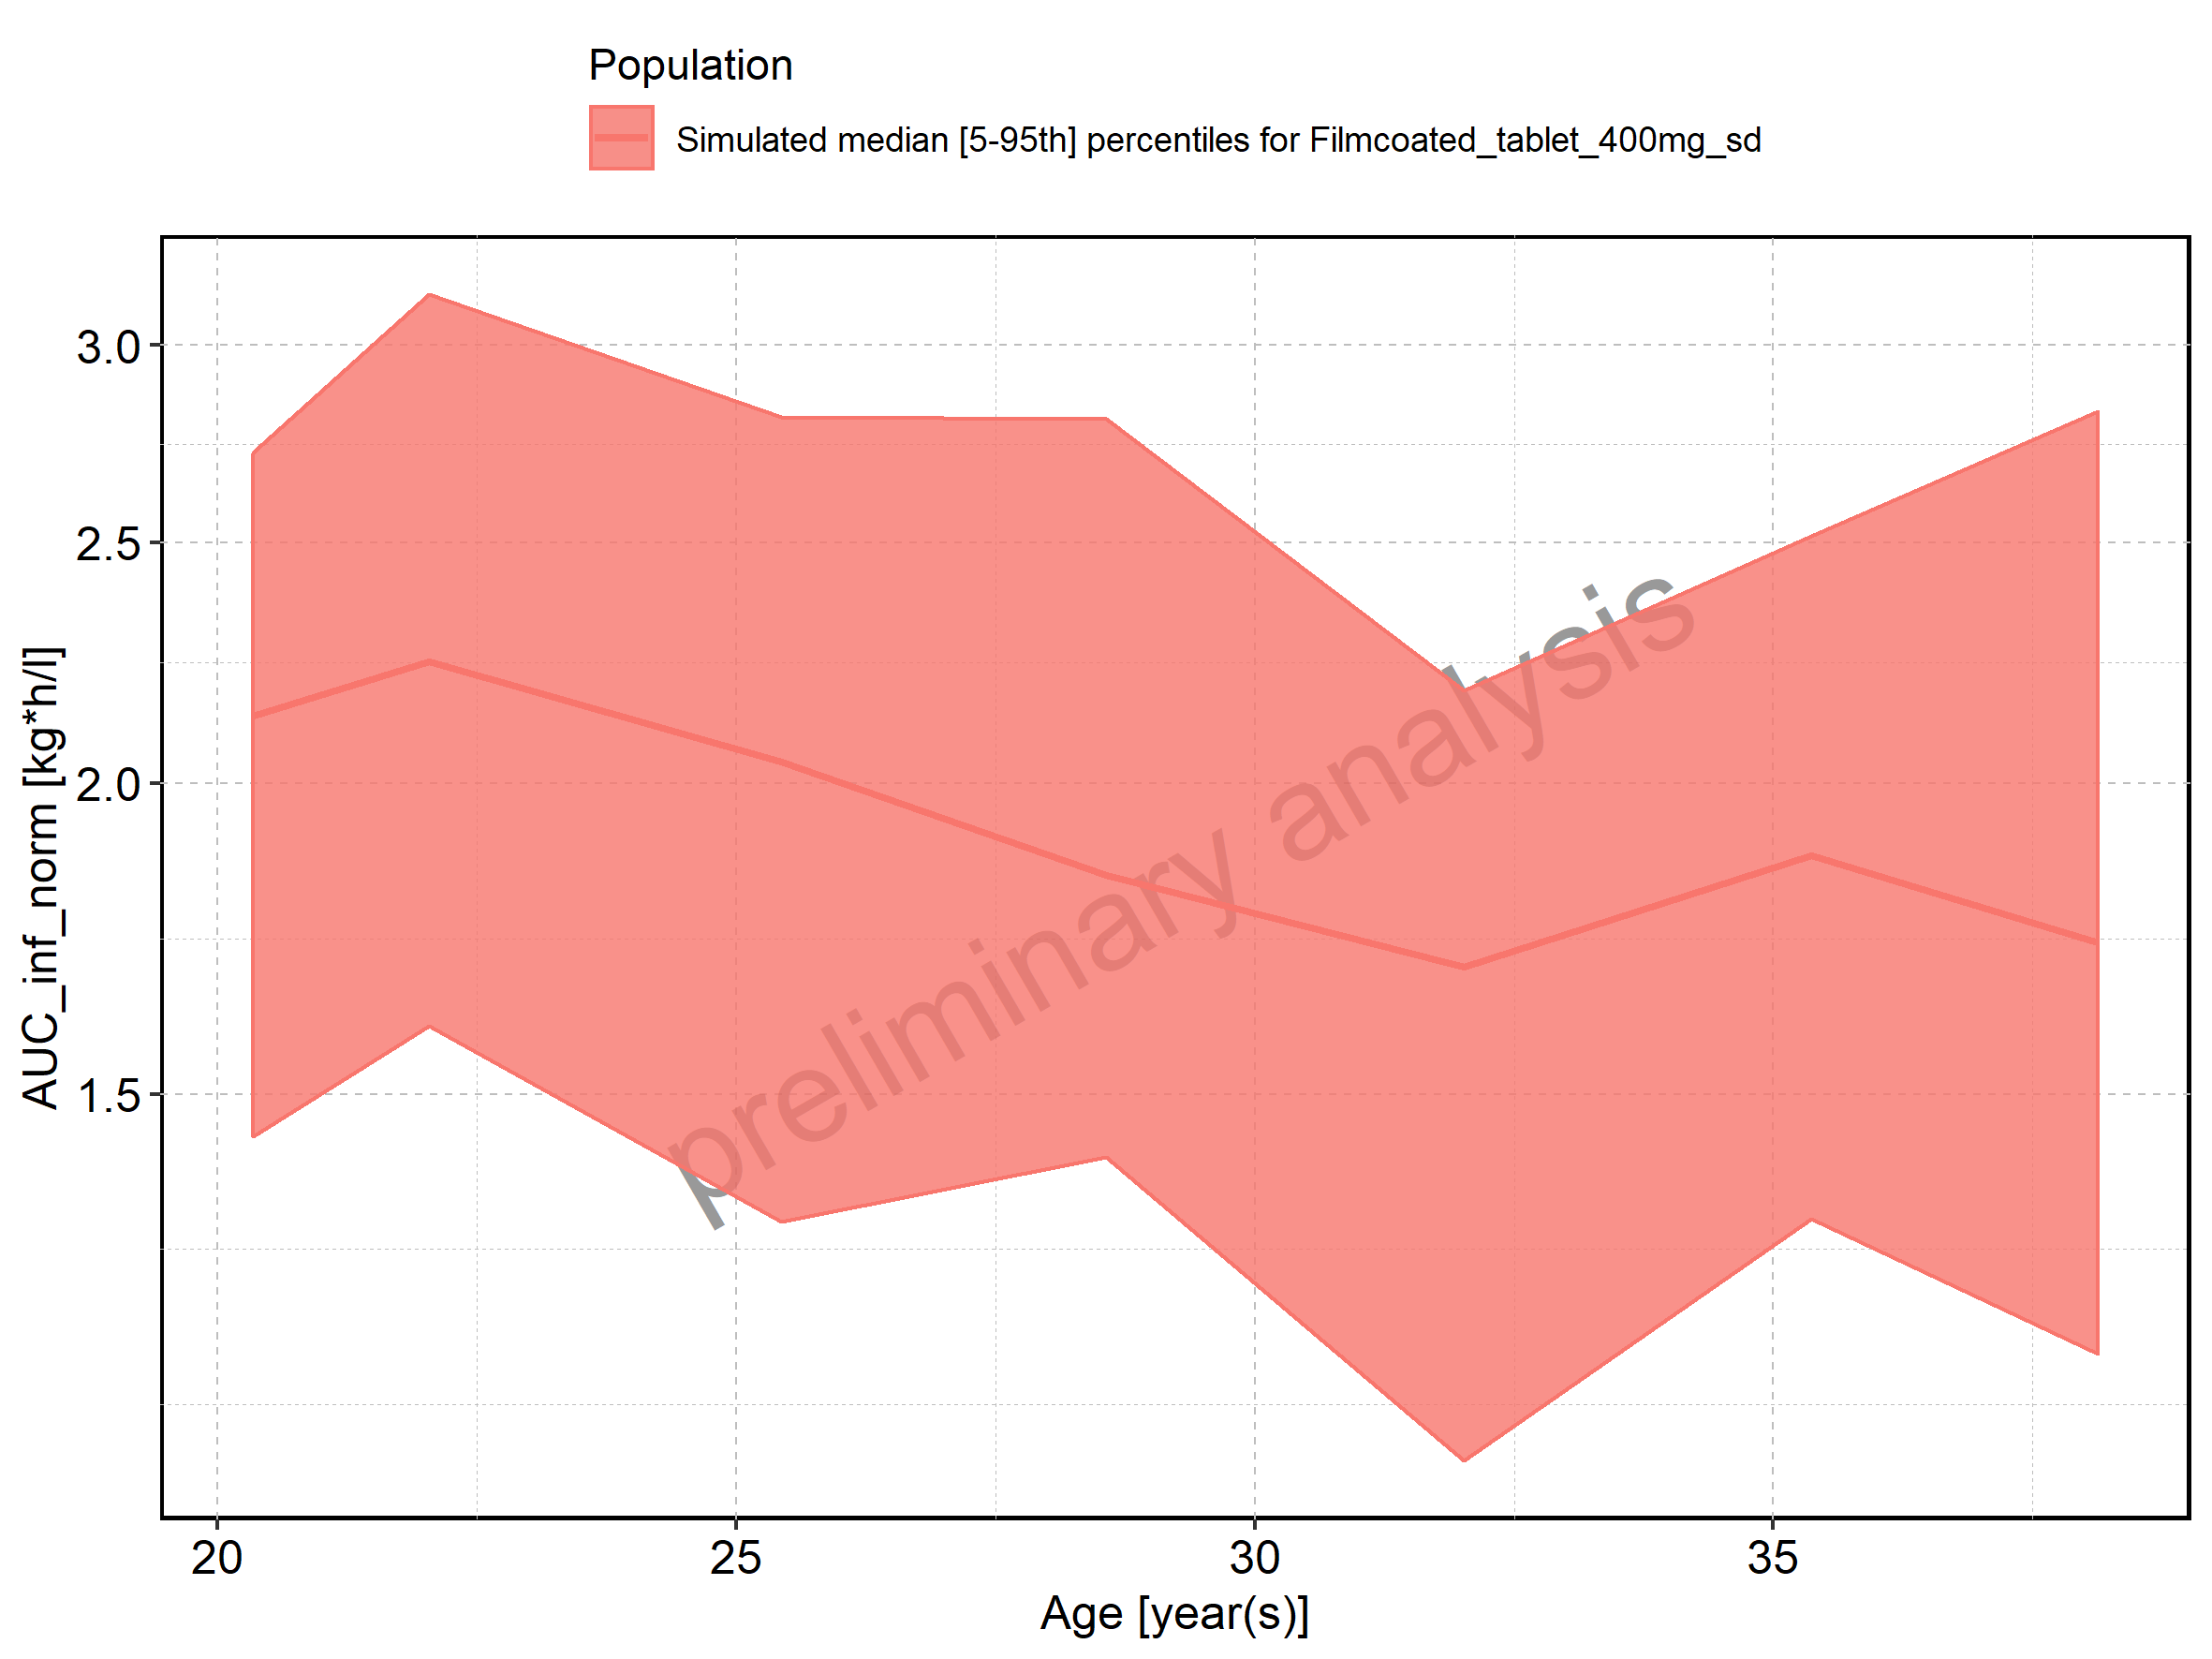 Population
Simulated median [5-95th] percentiles for Filmcoated_tablet_400mg_sd
3.0
2.5
2.0
1.5
AUC_inf_norm [kg*h/l]
preliminary analysis
20 25 30 35
Age [year(s)]